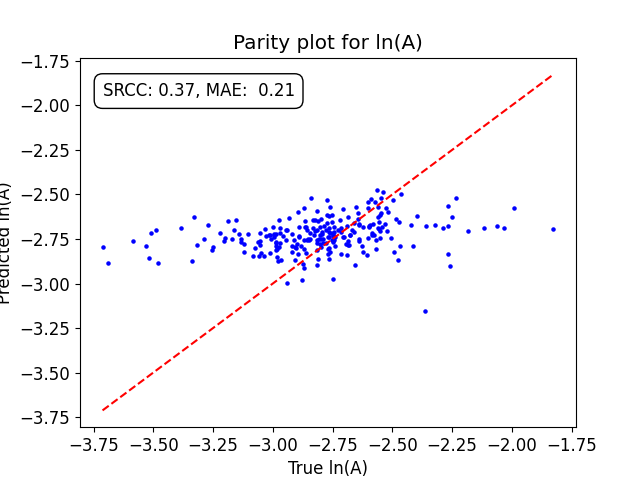 Parity plot for ln(A)
SRCC: 0.37, MAE:  0.21
Predicted ln(A)
−1.75
−2.00
−2.25
−2.50
−2.75
−3.00
−3.25
−3.50
−3.75
−3.75 −3.50 −3.25 −3.00 −2.75 −2.50 −2.25 −2.00 −1.75
True ln(A)